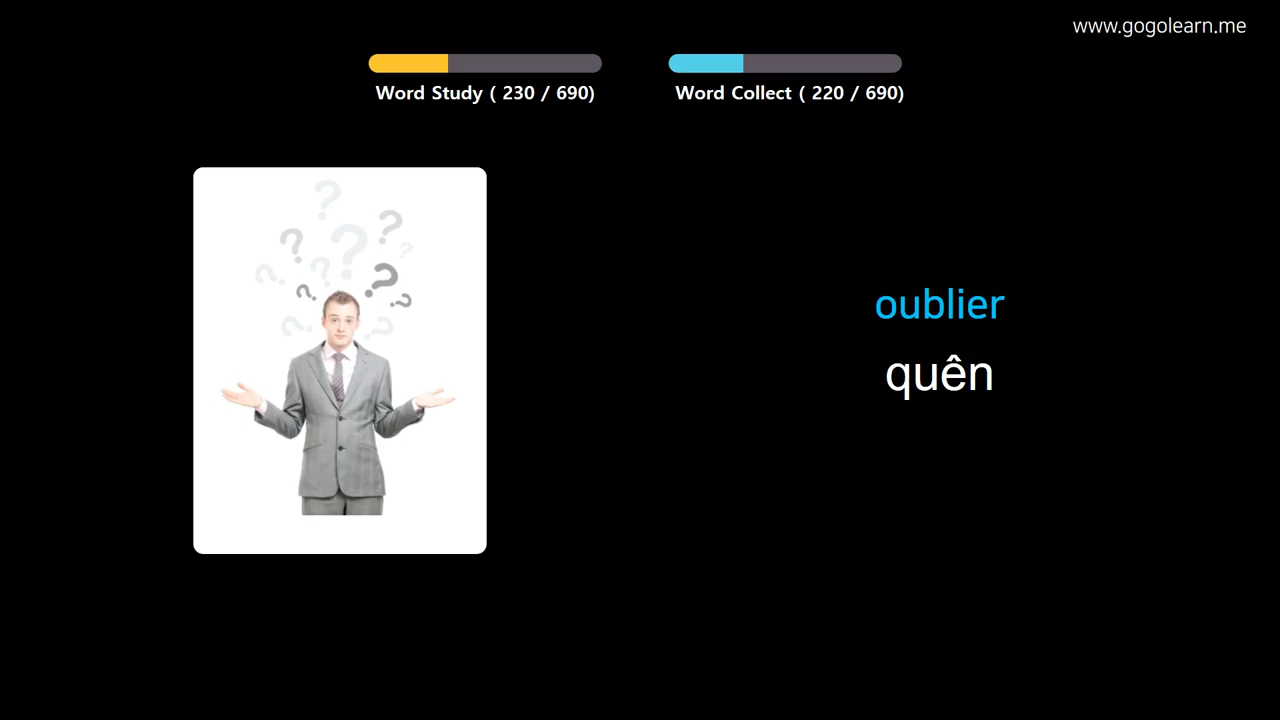 www.gogolearn.me
Word Study ( 230 / 690)
Word Collect ( 220 / 690)
? ? ? ? ? ? ? ? ? ? ? ? ?
oublier
quên